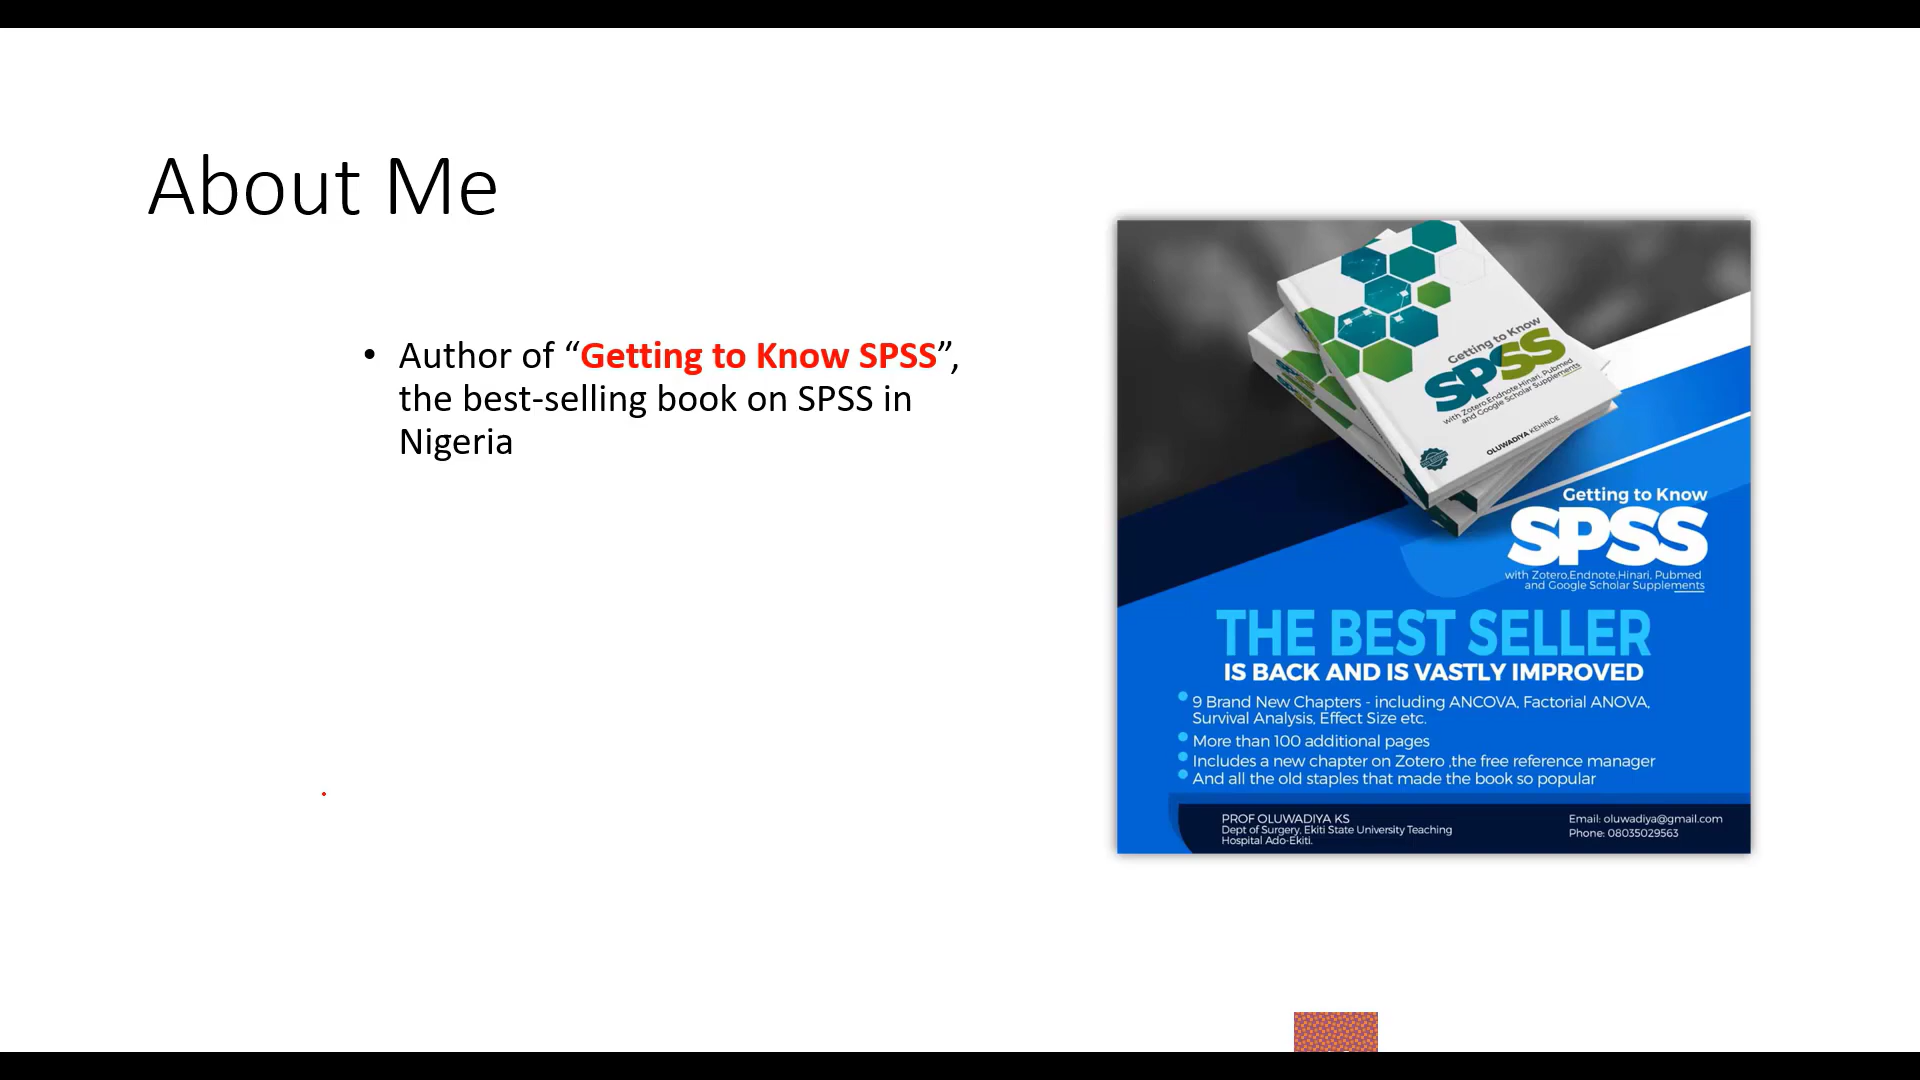 About Me
• Author of “Getting to Know SPSS”,
the best-selling book on SPSS in
Nigeria
Getting to Know
SPSS
with Zotero,Endnote,Hinari, Pubmed
and Google Scholar Supplements
OLUWADIYA KEHINDE
Getting to Know
SPSS
with Zotero,Endnote,Hinari, Pubmed
and Google Scholar Supplements
THE BEST SELLER
IS BACK AND IS VASTLY IMPROVED
• 9 Brand New Chapters - including ANCOVA, Factorial ANOVA,
Survival Analysis, Effect Size etc.
• More than 100 additional pages
• Includes a new chapter on Zotero ,the free reference manager
• And all the old staples that made the book so popular
PROF OLUWADIYA KS
Dept of Surgery, Ekiti State University Teaching
Hospital Ado-Ekiti.
Email: oluwadiya@gmail.com
Phone: 08035029563